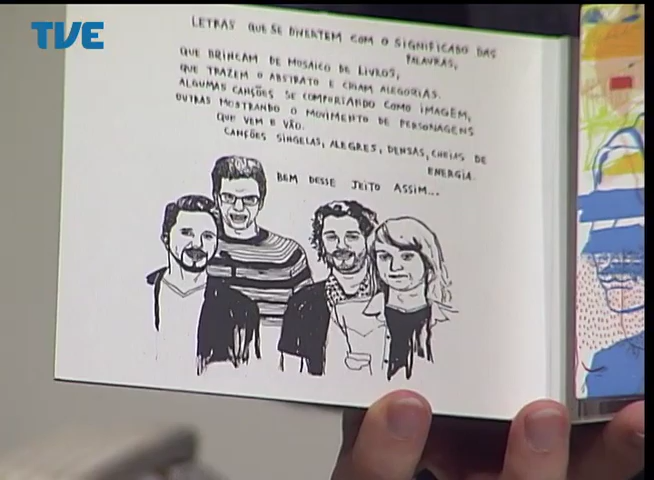 TVE
LETRAS QUE SE DIVERTEM COM O SIGNIFICADO DAS
PALAVRAS,
QUE BRINCAM DE MOSAICO DE LIVROS,
QUE TRAZEM O ABSTRATO E CRIAM ALEGORIAS.
ALGUMAS CANÇÕES SE COMPORTANDO COMO IMAGEM,
OUTRAS MOSTRANDO O MOVIMENTO DE PERSONAGENS
QUE VEM E VÃO.
CANÇÕES SINGELAS, ALEGRES, DENSAS, CHEIAS DE
ENERGIA.
BEM DESSE JEITO ASSIM...